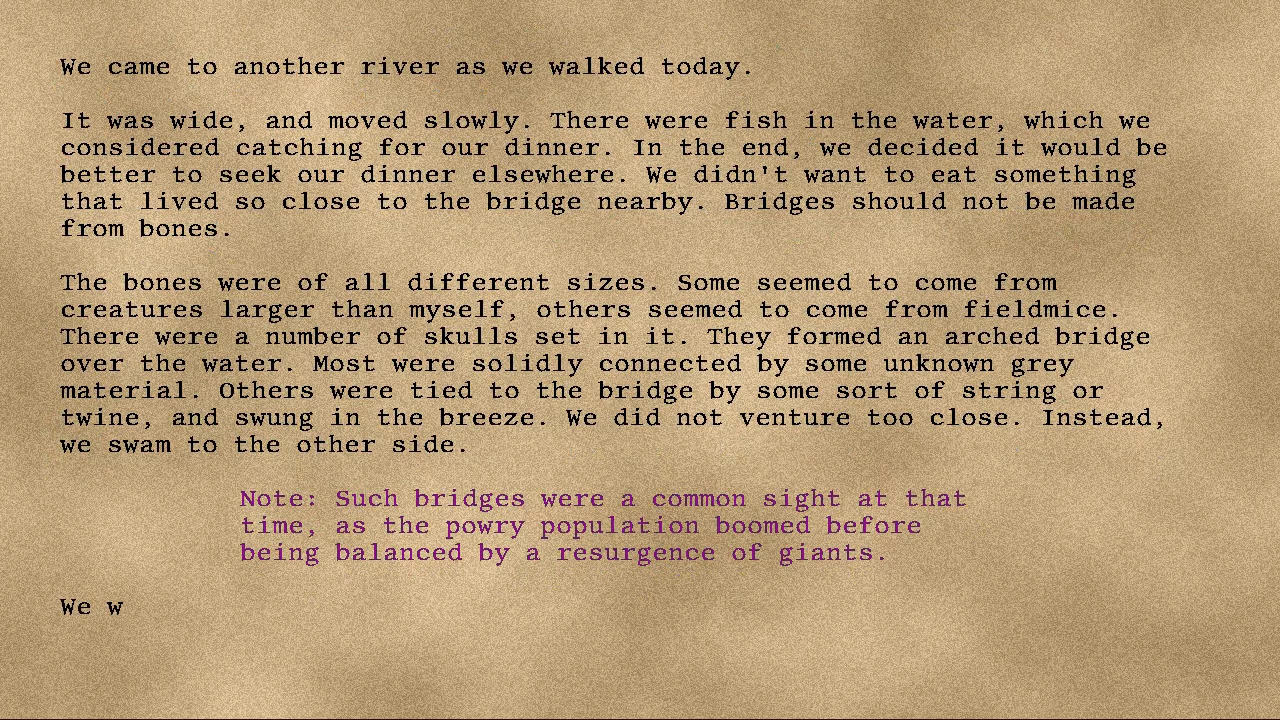 We came to another river as we walked today.
It was wide, and moved slowly. There were fish in the water, which we
considered catching for our dinner. In the end, we decided it would be
better to seek our dinner elsewhere. We didn't want to eat something
that lived so close to the bridge nearby. Bridges should not be made
from bones.
The bones were of all different sizes. Some seemed to come from
creatures larger than myself, others seemed to come from fieldmice.
There were a number of skulls set in it. They formed an arched bridge
over the water. Most were solidly connected by some unknown grey
material. Others were tied to the bridge by some sort of string or
twine, and swung in the breeze. We did not venture too close. Instead,
we swam to the other side.
Note: Such bridges were a common sight at that
time, as the powry population boomed before
being balanced by a resurgence of giants.
We w